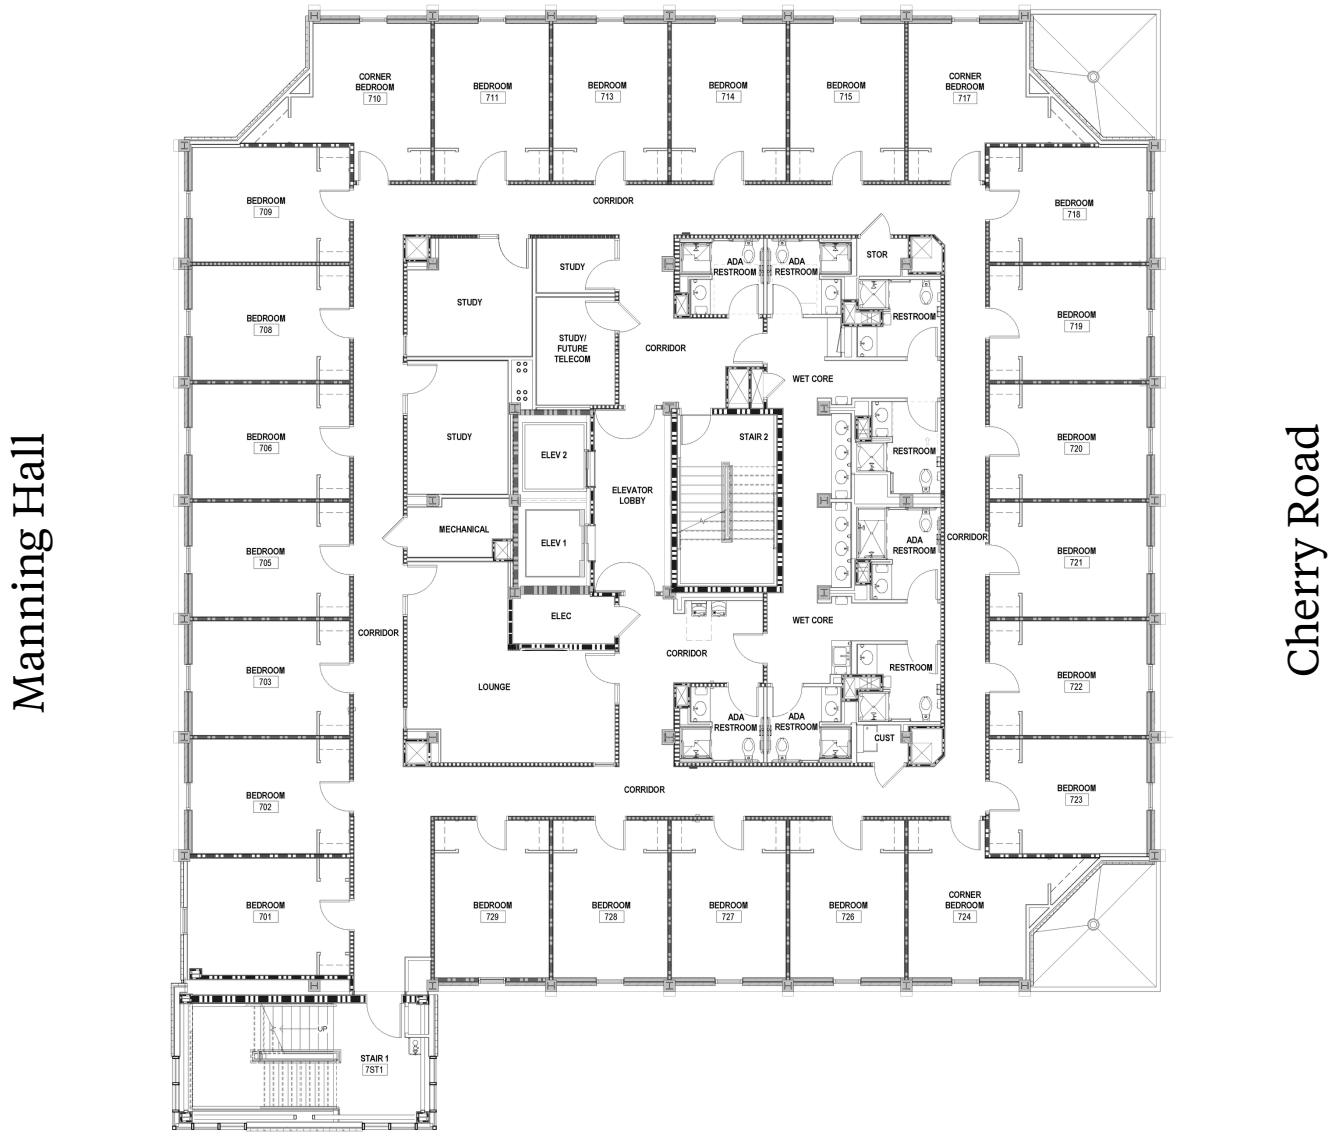 CORNER
BEDROOM
710
BEDROOM
711
BEDROOM
713
BEDROOM
714
BEDROOM
715
CORNER
BEDROOM
717
BEDROOM
709
CORRIDOR
BEDROOM
718
STUDY
ADA
RESTROOM
ADA
RESTROOM
STOR
STUDY
BEDROOM
708
RESTROOM
BEDROOM
719
STUDY/
FUTURE
TELECOM
CORRIDOR
WET CORE
BEDROOM
706
STUDY
ELEV 2
STAIR 2
RESTROOM
BEDROOM
720
ELEVATOR
LOBBY
Manning Hall
Cherry Road
MECHANICAL
ELEV 1
BEDROOM
705
ADA
RESTROOM
CORRIDOR
BEDROOM
721
ELEC
WET CORE
CORRIDOR
BEDROOM
703
LOUNGE
CORRIDOR
RESTROOM
BEDROOM
722
ADA
RESTROOM
ADA
RESTROOM
CUST
BEDROOM
702
CORRIDOR
BEDROOM
723
BEDROOM
701
BEDROOM
729
BEDROOM
728
BEDROOM
727
BEDROOM
726
CORNER
BEDROOM
724
UP
STAIR 1
7ST1